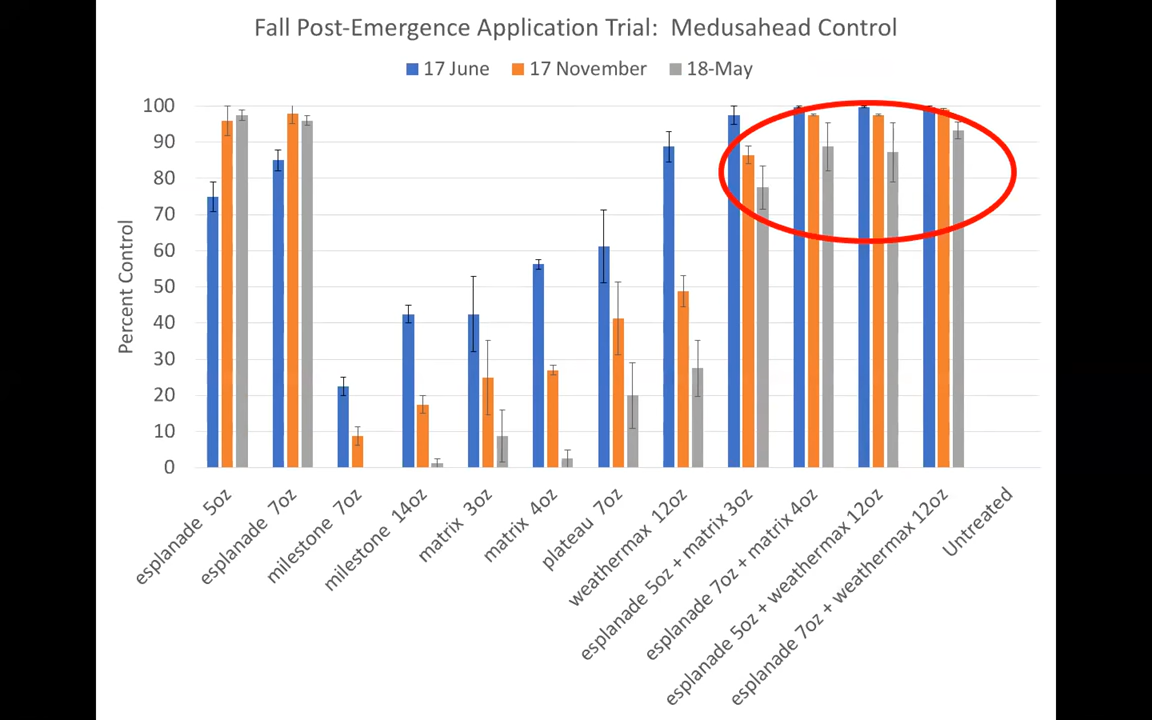 Fall Post-Emergence Application Trial:  Medusahead Control
17 June
17 November
18-May
Percent Control
100
90
80
70
60
50
40
30
20
10
0
esplanade 5oz
esplanade 7oz
milestone 7oz
milestone 14oz
matrix 3oz
matrix 4oz
plateau 7oz
weathermax 12oz
esplanade 5oz + matrix 3oz
esplanade 7oz + matrix 4oz
esplanade 5oz + weathermax 12oz
esplanade 7oz + weathermax 12oz
Untreated